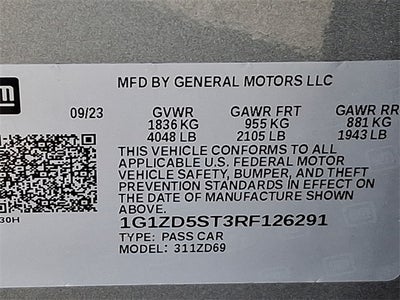 MFD BY GENERAL MOTORS LLC
09/23 GVWR GAWR FRT GAWR RR
1836 KG 955 KG 881 KG
4048 LB 2105 LB 1943 LB
THIS VEHICLE CONFORMS TO ALL
APPLICABLE U.S. FEDERAL MOTOR
VEHICLE SAFETY, BUMPER, AND THEFT
PREVENTION STANDARDS IN EFFECT ON
THE DATE OF MANUFACTURE SHOWN
ABOVE.
30H
1G1ZD5ST3RF126291
TYPE: PASS CAR
MODEL: 311ZD69